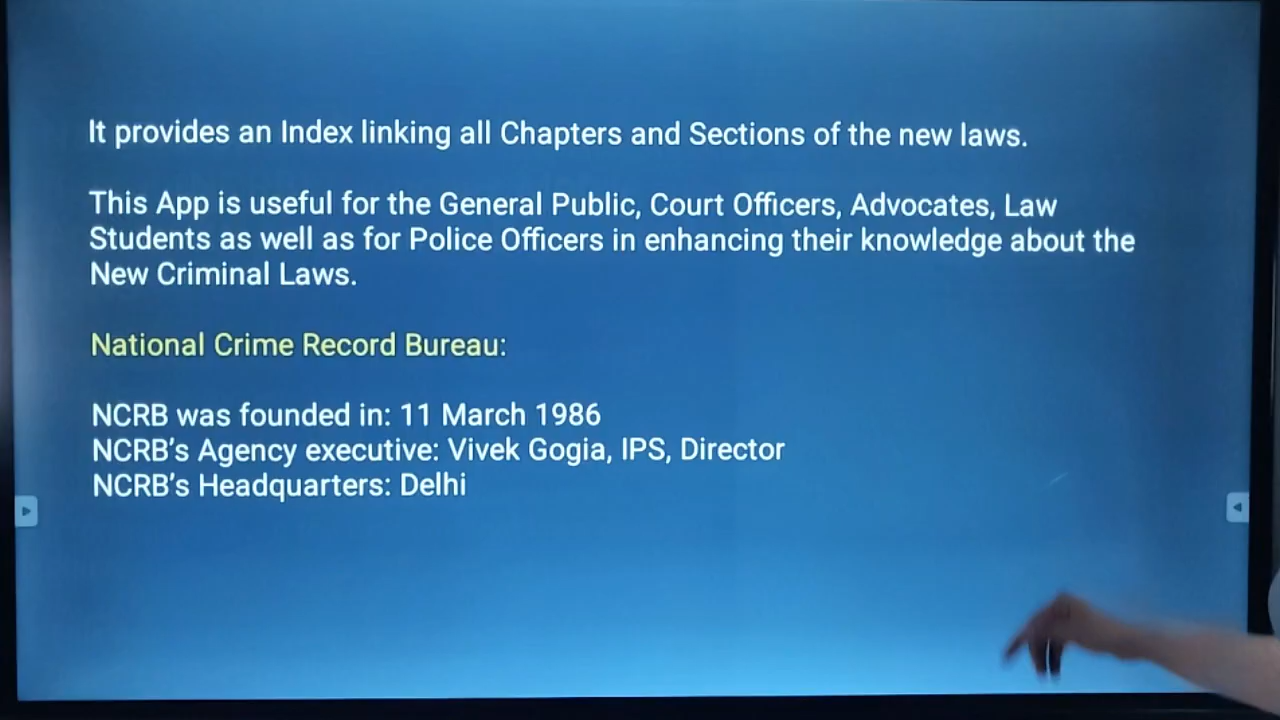 It provides an Index linking all Chapters and Sections of the new laws.
This App is useful for the General Public, Court Officers, Advocates, Law
Students as well as for Police Officers in enhancing their knowledge about the
New Criminal Laws.
National Crime Record Bureau:
NCRB was founded in: 11 March 1986
NCRB’s Agency executive: Vivek Gogia, IPS, Director
NCRB’s Headquarters: Delhi